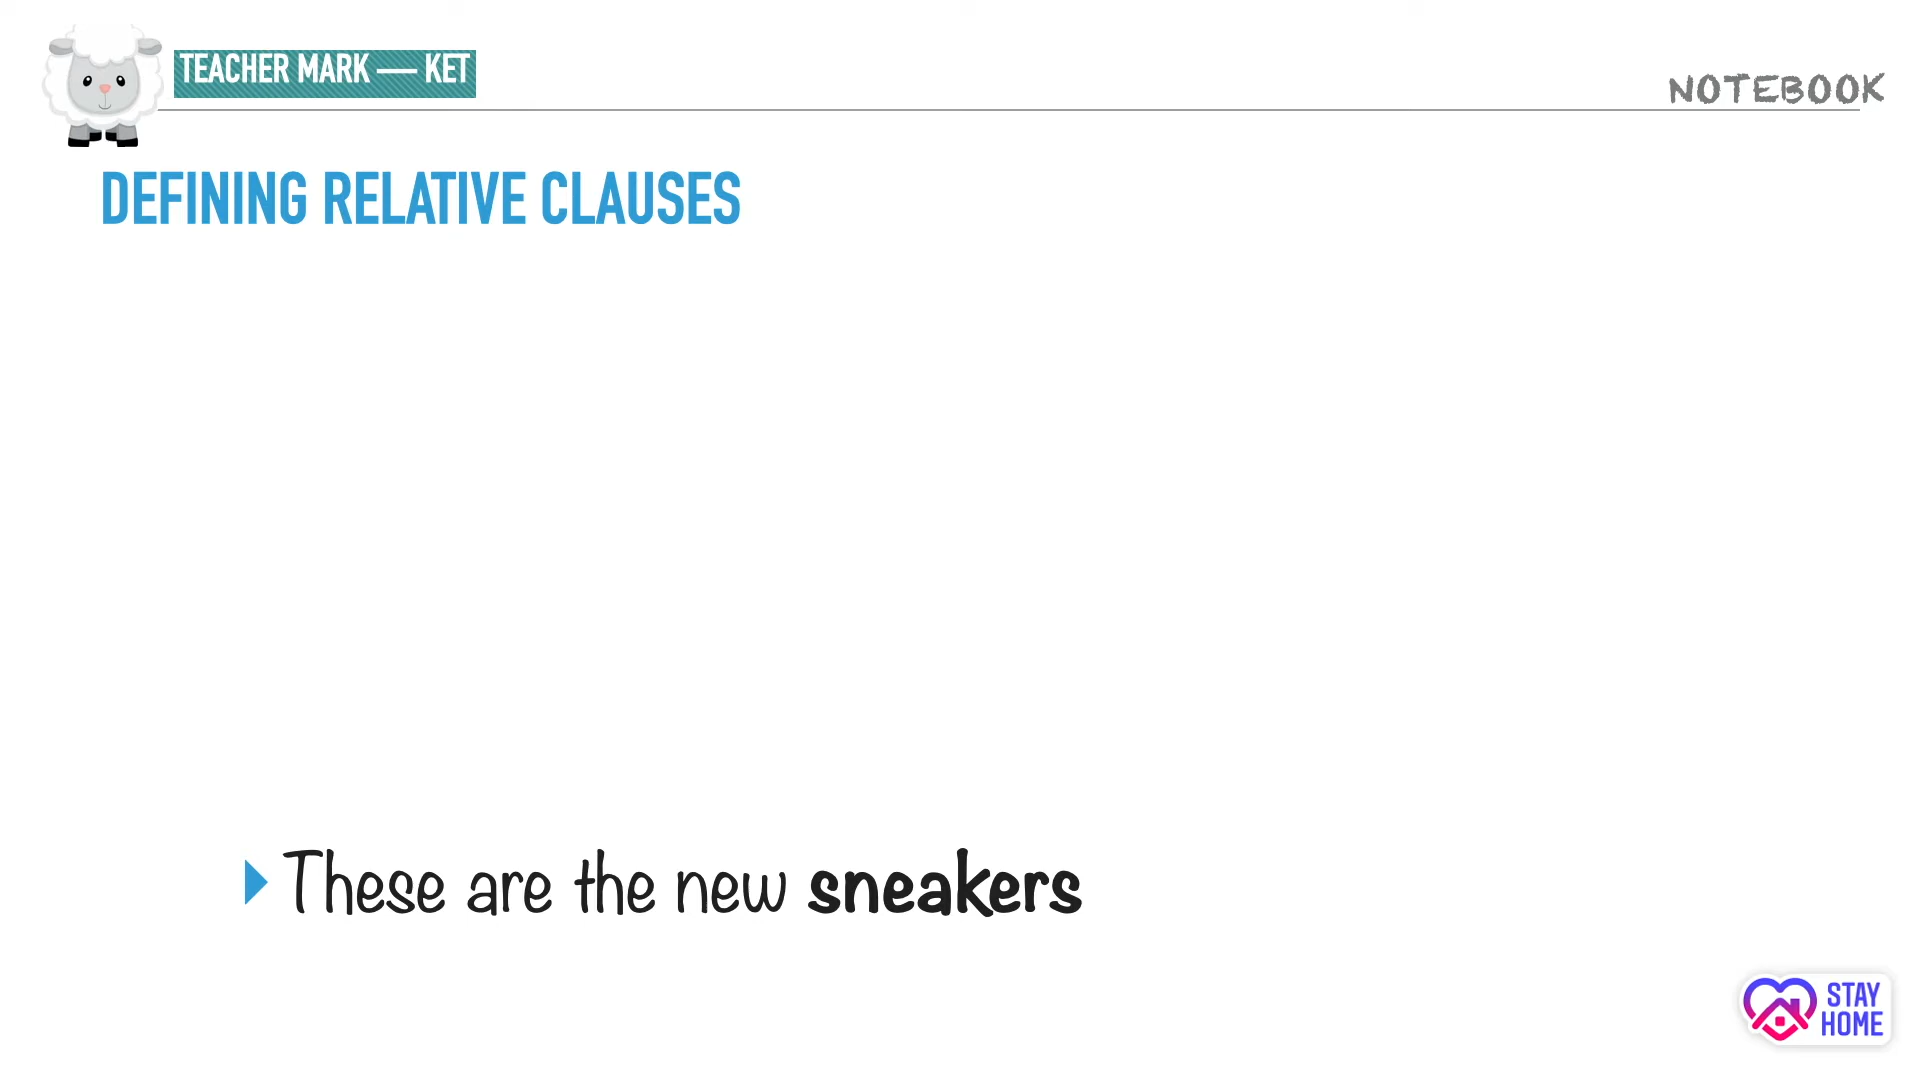 TEACHER MARK — KET
NOTEBOOK
DEFINING RELATIVE CLAUSES
These are the new sneakers
STAY
HOME